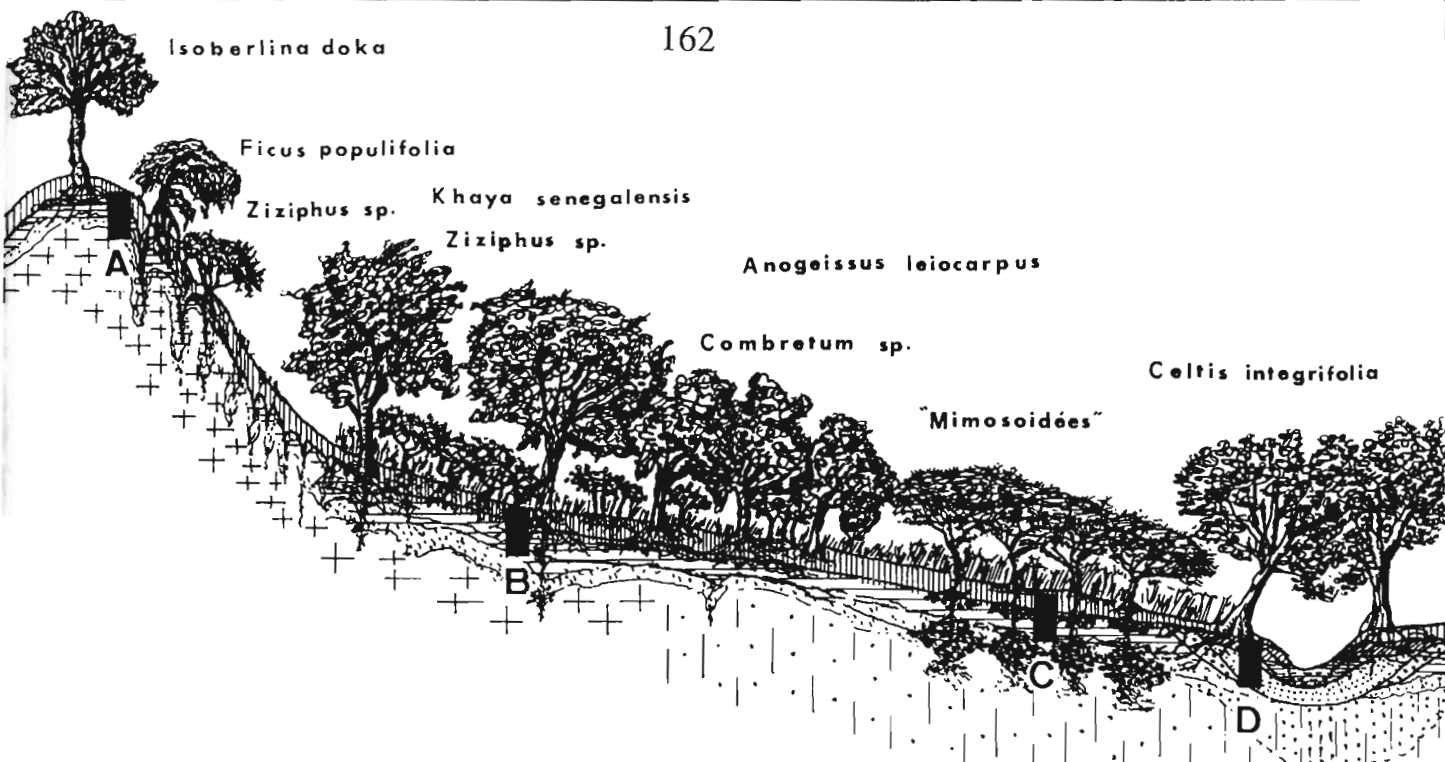 162
Isoberlina doka
Ficus populifolia
Ziziphus sp.
Khaya senegalensis
Ziziphus sp.
Anogeissus leiocarpus
Combretum sp.
Celtis integrifolia
"Mimosoidées"
A
B
C
D